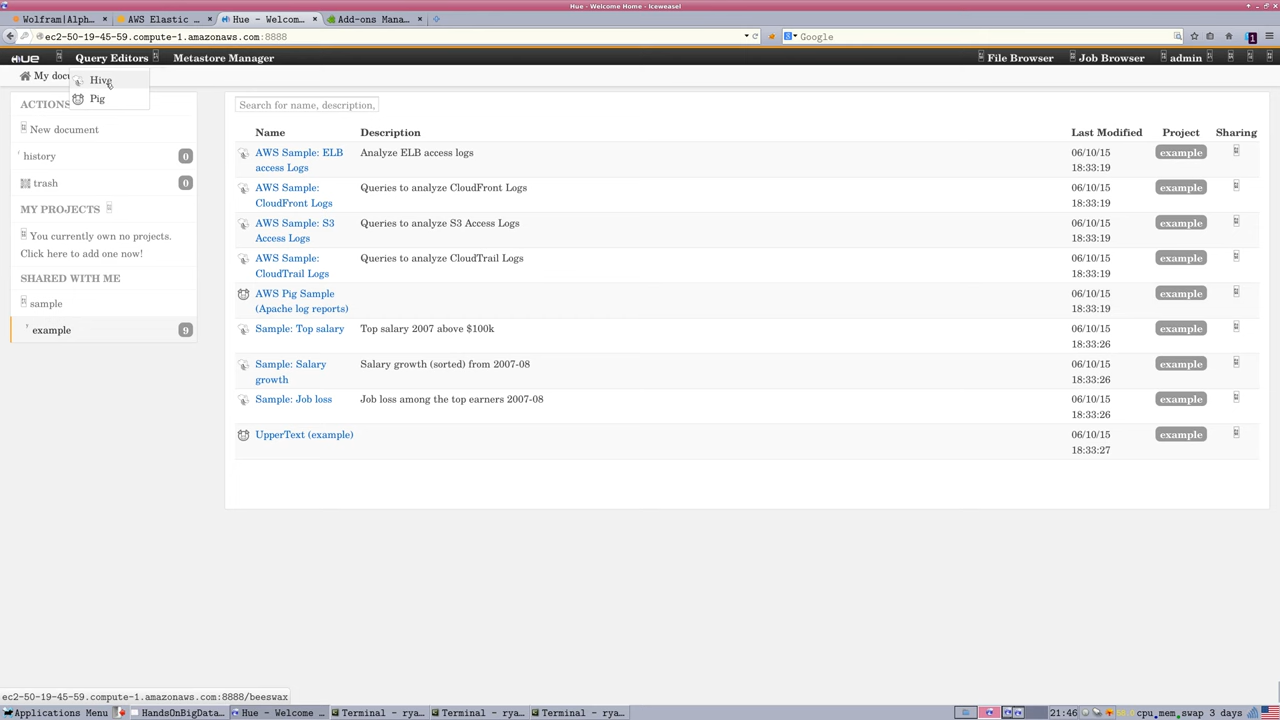 Hue - Welcome Home - Iceweasel
Wolfram|Alph... × AWS Elastic ... × Hue - Welcom... × Add-ons Mana... ×
ec2-50-19-45-59.compute-1.amazonaws.com:8888 Google
HUE Query Editors Metastore Manager File Browser Job Browser admin
My docu
Hive
Pig
ACTIONS
New document
history 0
trash 0
MY PROJECTS
You currently own no projects.
Click here to add one now!
SHARED WITH ME
sample
example 9
Search for name, description,
Name Description Last Modified Project Sharing
AWS Sample: ELB Analyze ELB access logs 06/10/15 example
access Logs 18:33:19
AWS Sample: Queries to analyze CloudFront Logs 06/10/15 example
CloudFront Logs 18:33:19
AWS Sample: S3 Queries to analyze S3 Access Logs 06/10/15 example
Access Logs 18:33:19
AWS Sample: Queries to analyze CloudTrail Logs 06/10/15 example
CloudTrail Logs 18:33:19
AWS Pig Sample 06/10/15 example
(Apache log reports) 18:33:19
Sample: Top salary Top salary 2007 above $100k 06/10/15 example
18:33:26
Sample: Salary Salary growth (sorted) from 2007-08 06/10/15 example
growth 18:33:26
Sample: Job loss Job loss among the top earners 2007-08 06/10/15 example
18:33:26
UpperText (example) 06/10/15 example
18:33:27
ec2-50-19-45-59.compute-1.amazonaws.com:8888/beeswax
Applications Menu HandsOnBigData... Hue - Welcome ... Terminal - rya... Terminal - rya... Terminal - rya... 21:46 cpu mem swap 3 days